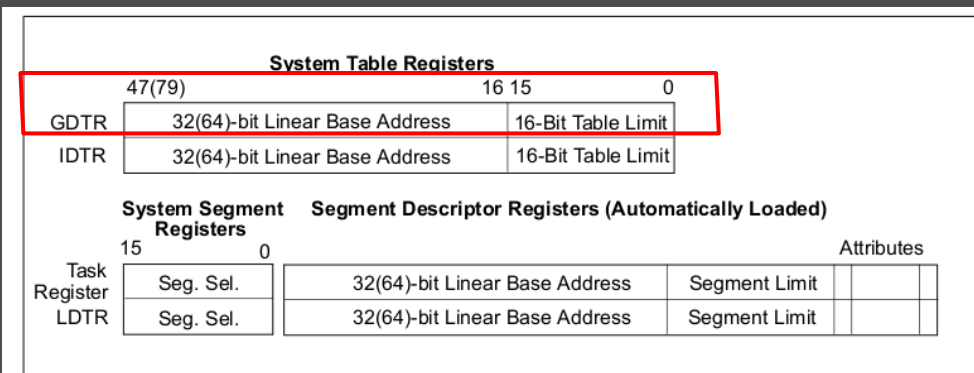 System Table Registers
47(79) 16 15 0
GDTR 32(64)-bit Linear Base Address 16-Bit Table Limit
IDTR 32(64)-bit Linear Base Address 16-Bit Table Limit
System Segment Registers Segment Descriptor Registers (Automatically Loaded)
15 0 Attributes
Task Register Seg. Sel. 32(64)-bit Linear Base Address Segment Limit
LDTR Seg. Sel. 32(64)-bit Linear Base Address Segment Limit